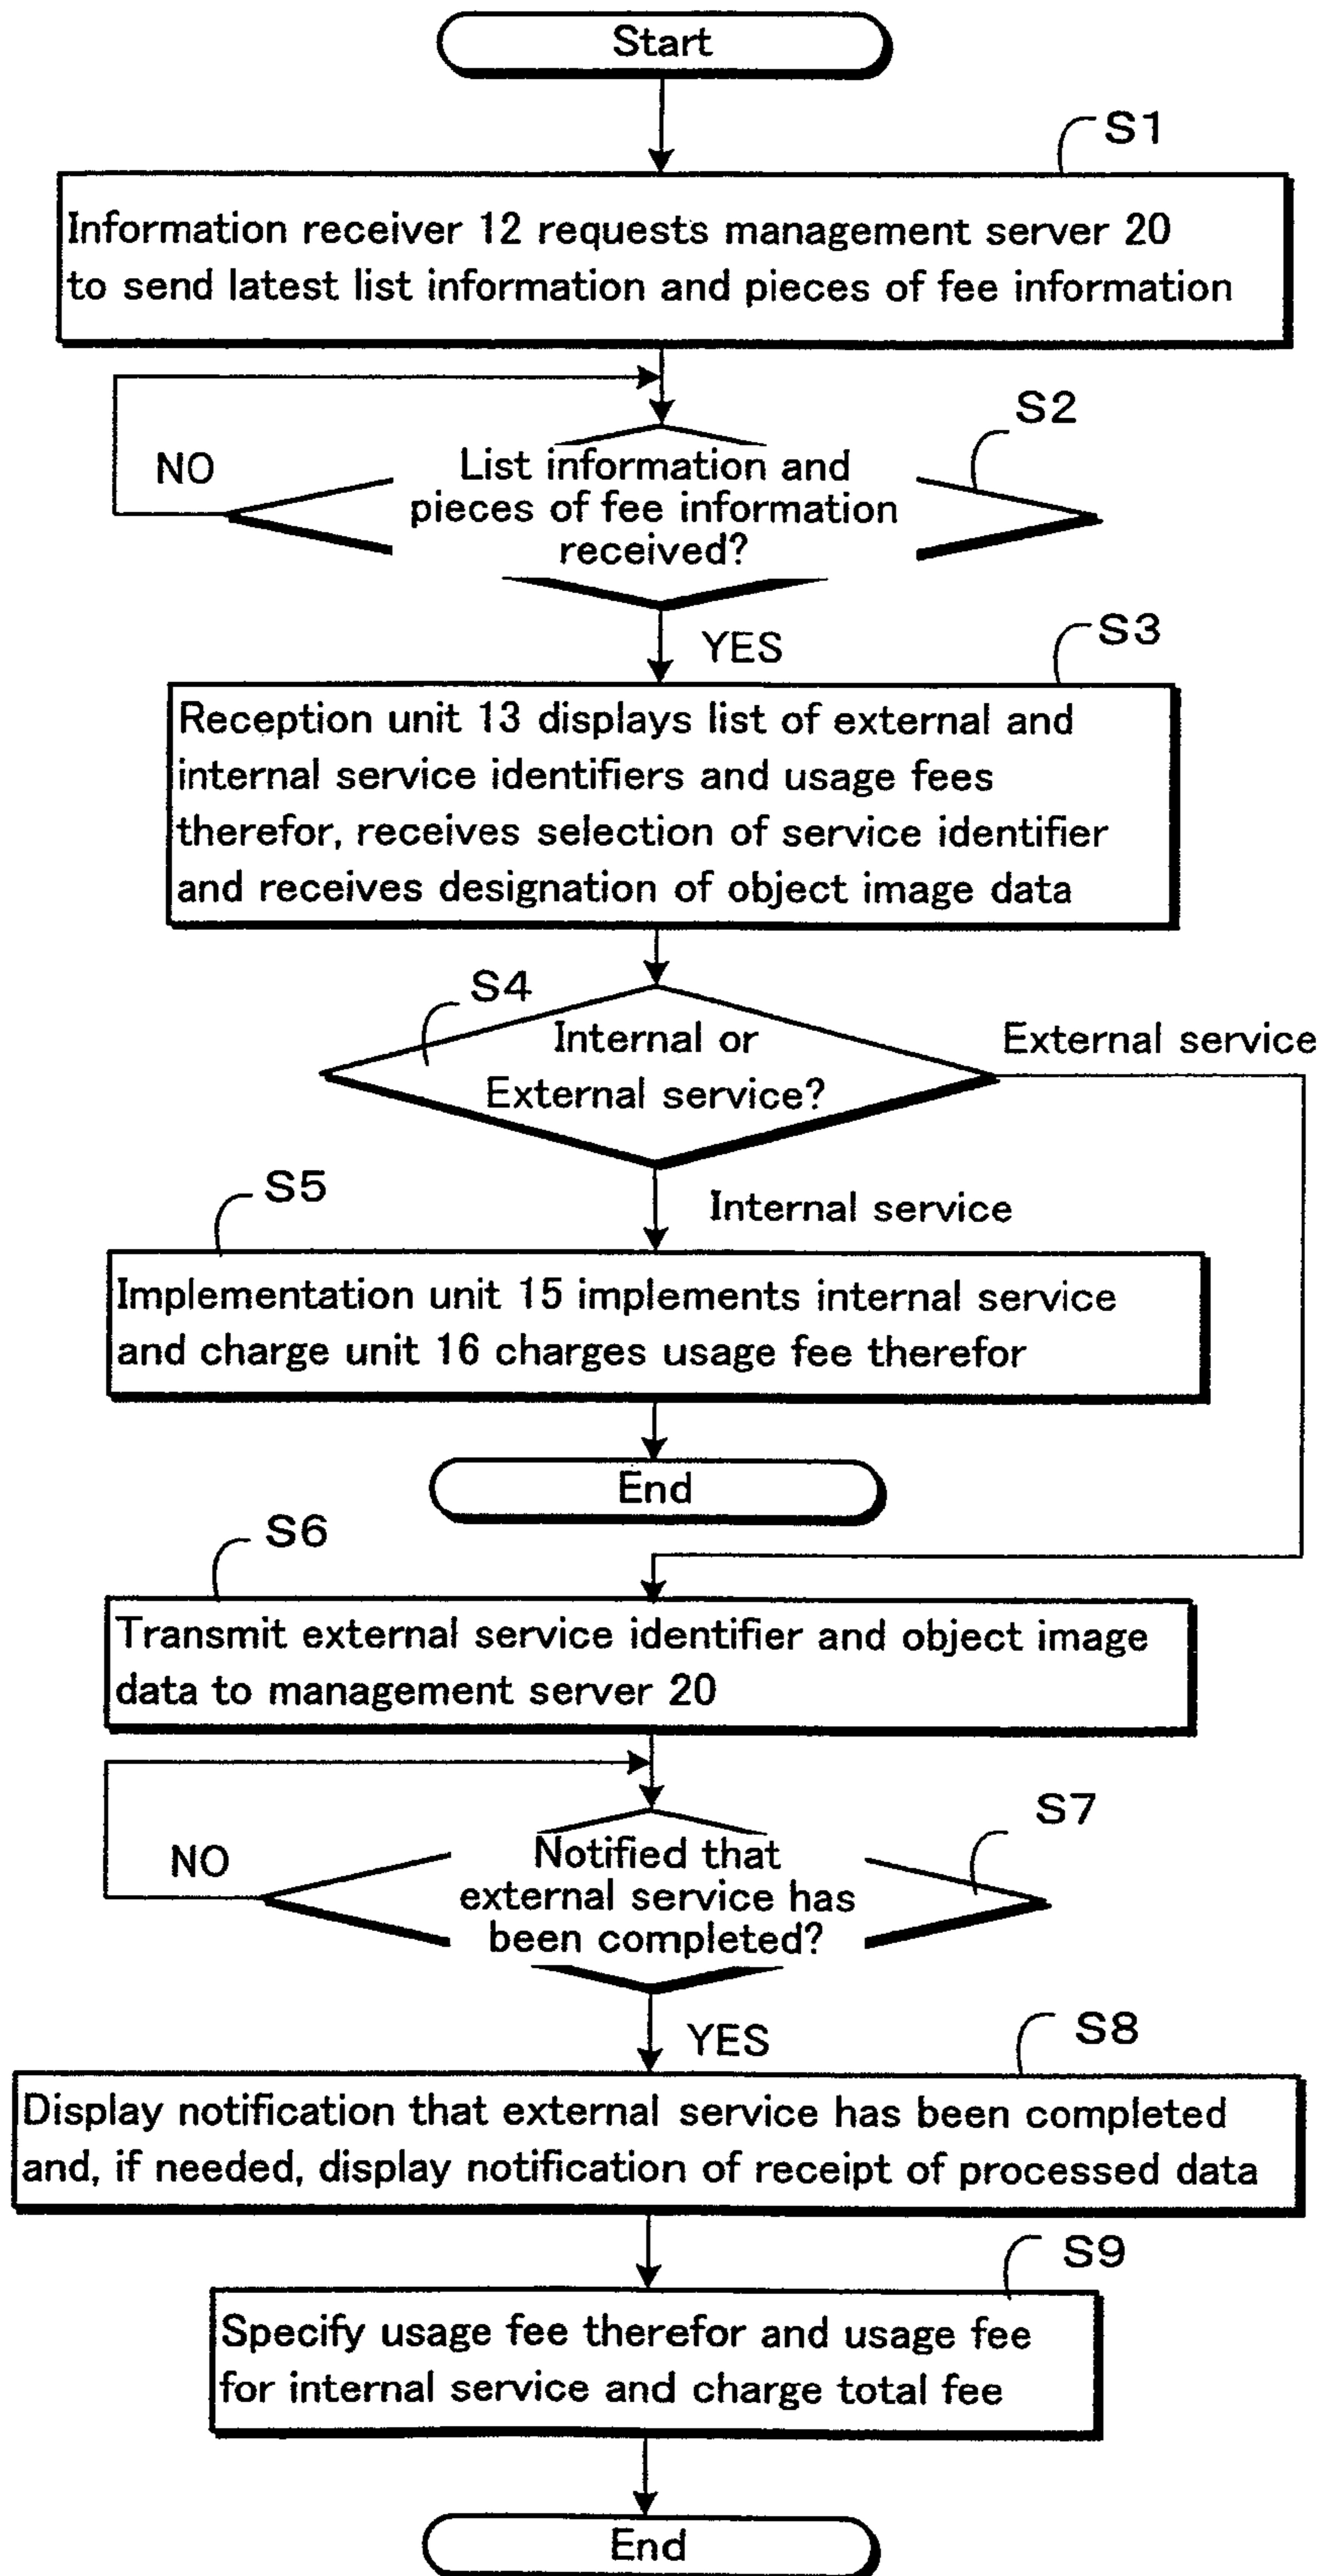 Start
S1
Information receiver 12 requests management server 20
to send latest list information and pieces of fee information
S2
NO
List information and
pieces of fee information
received?
YES
S3
Reception unit 13 displays list of external and
internal service identifiers and usage fees
therefor, receives selection of service identifier
and receives designation of object image data
S4
Internal or
External service?
External service
S5
Internal service
Implementation unit 15 implements internal service
and charge unit 16 charges usage fee therefor
End
S6
Transmit external service identifier and object image
data to management server 20
S7
NO
Notified that
external service has
been completed?
YES
S8
Display notification that external service has been completed
and, if needed, display notification of receipt of processed data
S9
Specify usage fee therefor and usage fee
for internal service and charge total fee
End